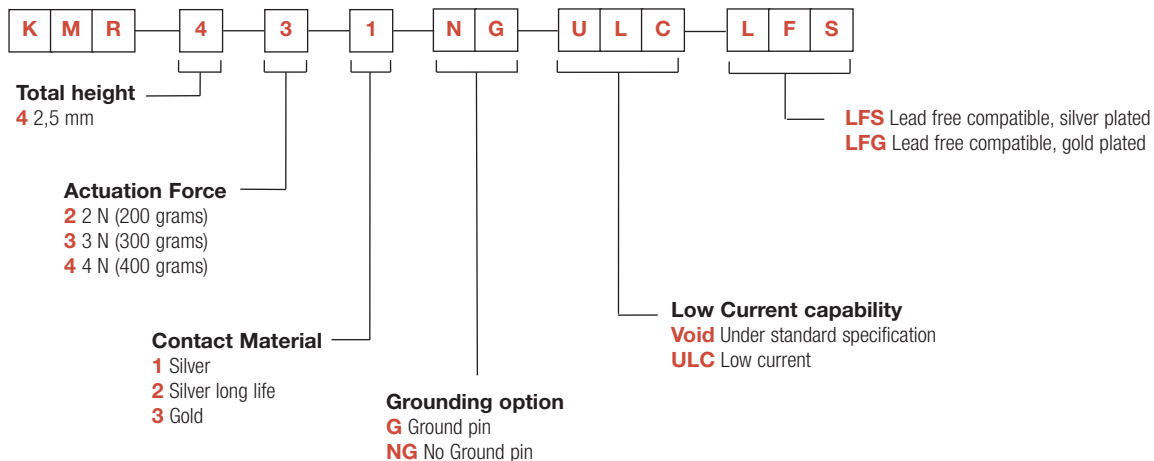 K M R 4 3 1 N G U L C L F S
Total height
4 2,5 mm
LFS Lead free compatible, silver plated
LFG Lead free compatible, gold plated
Actuation Force
2 2 N (200 grams)
3 3 N (300 grams)
4 4 N (400 grams)
Low Current capability
Void Under standard specification
ULC Low current
Contact Material
1 Silver
2 Silver long life
3 Gold
Grounding option
G Ground pin
NG No Ground pin